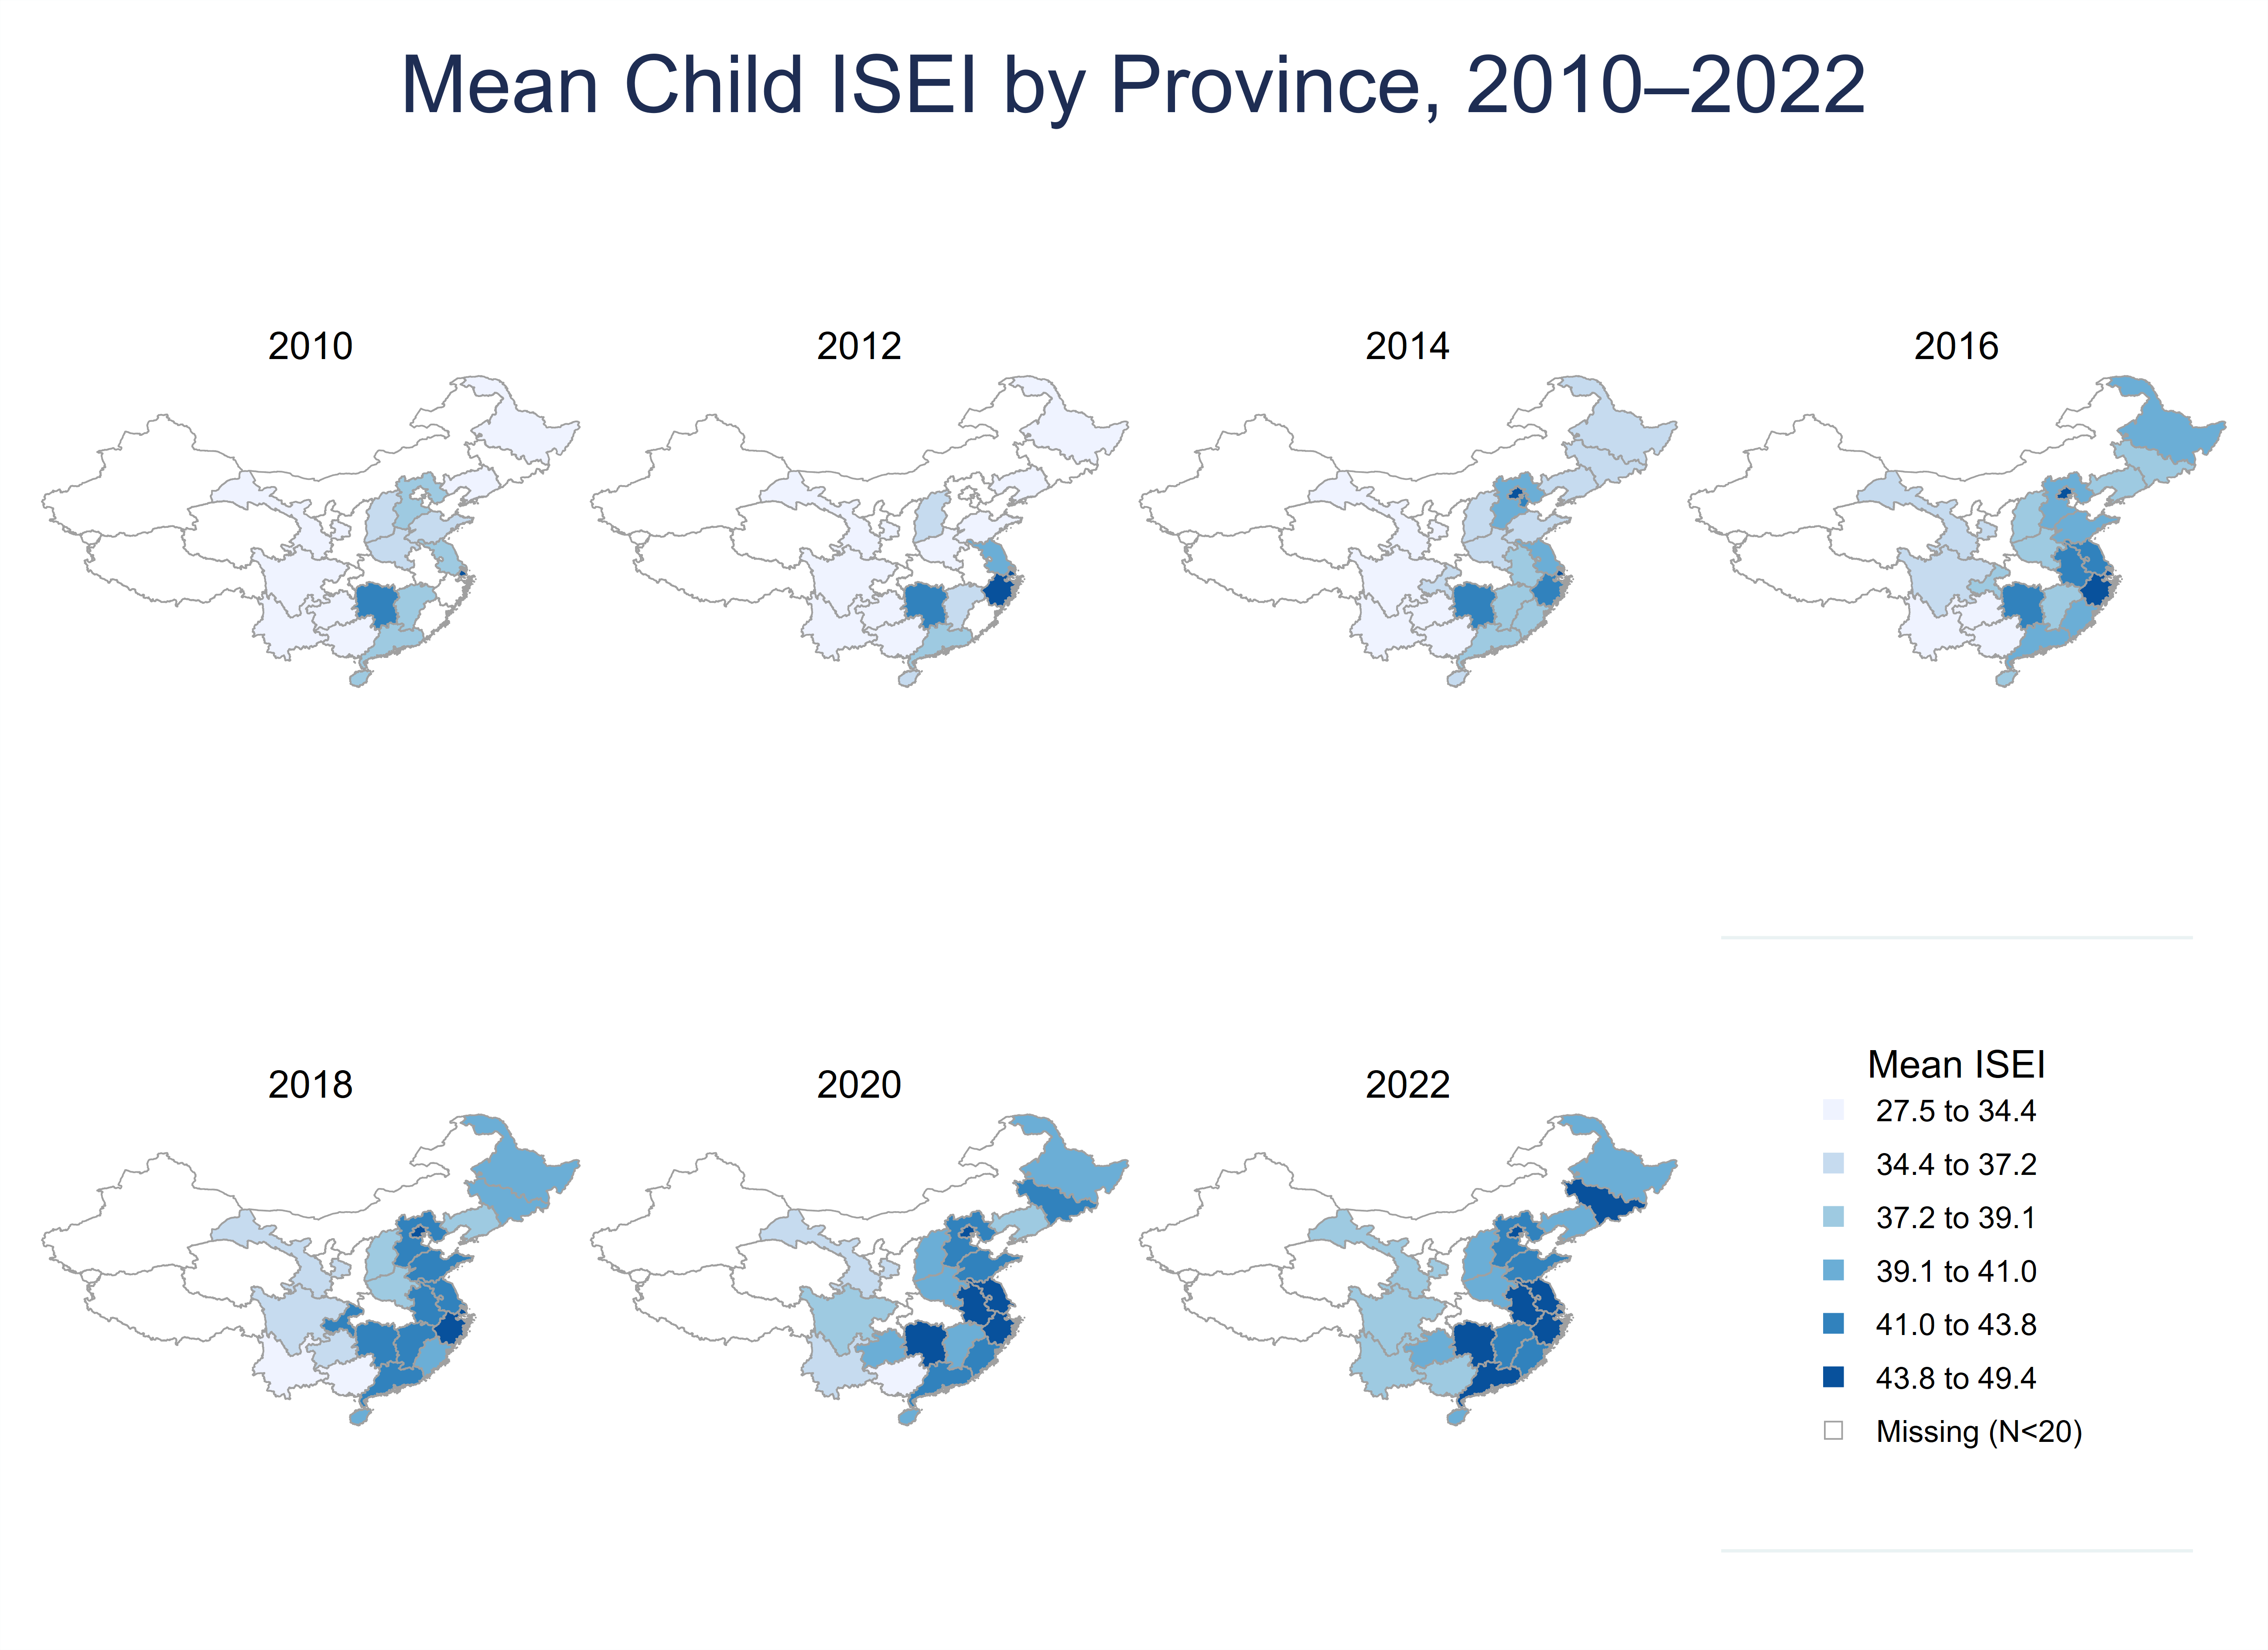 Mean Child ISEI by Province, 2010–2022
2010
2012
2014
2016
2018
2020
2022
Mean ISEI
27.5 to 34.4
34.4 to 37.2
37.2 to 39.1
39.1 to 41.0
41.0 to 43.8
43.8 to 49.4
Missing (N<20)